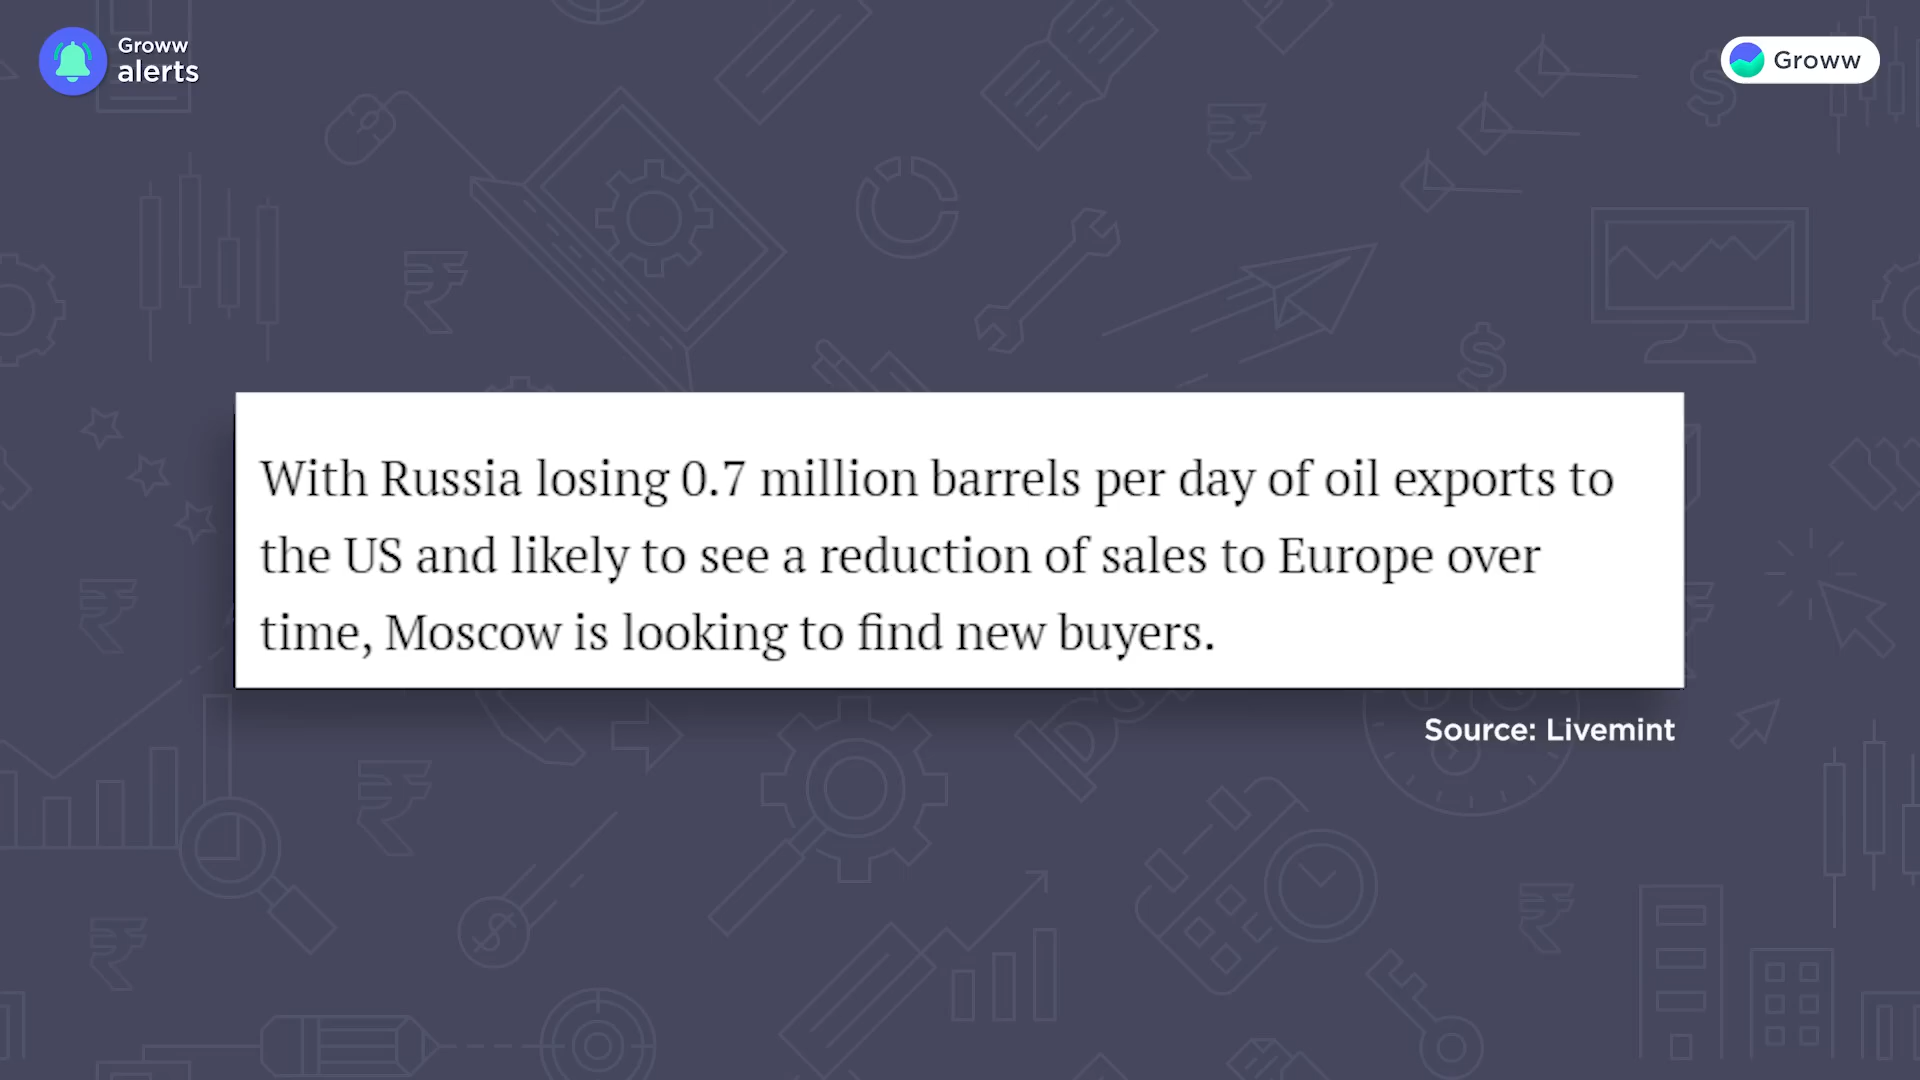 Groww
alerts
Groww
With Russia losing 0.7 million barrels per day of oil exports to
the US and likely to see a reduction of sales to Europe over
time, Moscow is looking to find new buyers.
Source: Livemint